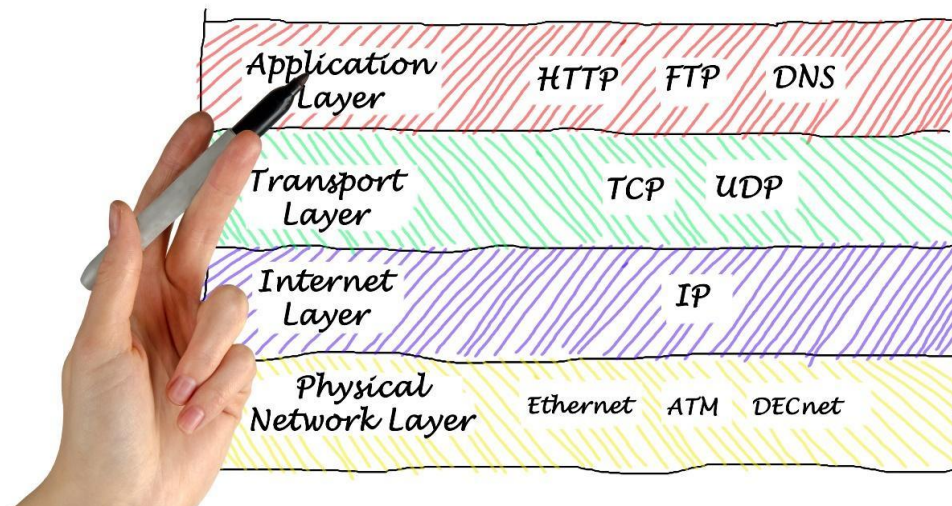 Application
Layer
HTTP FTP DNS
Transport
Layer
TCP UDP
Internet
Layer
IP
Physical
Network Layer
Ethernet ATM DECnet